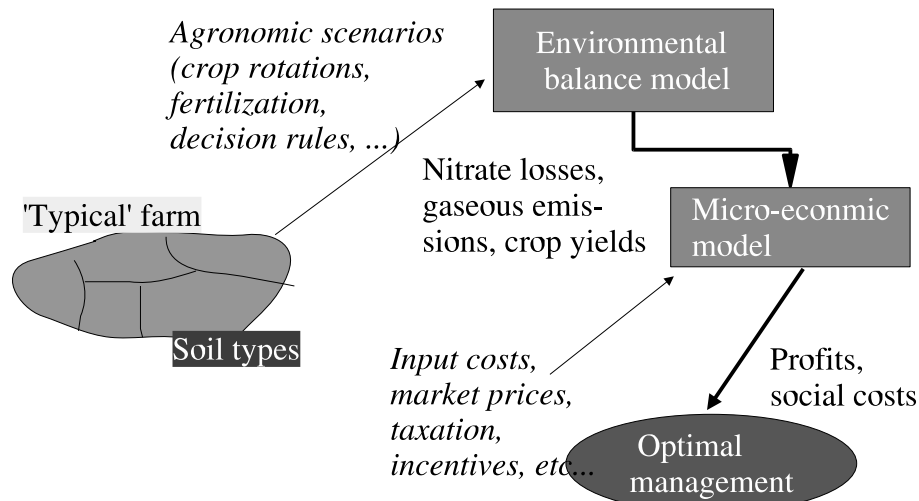 Agronomic scenarios
(crop rotations,
fertilization,
decision rules, ...)
Environmental
balance model
Nitrate losses,
gaseous emis-
sions, crop yields
Micro-econmic
model
'Typical' farm
Soil types
Input costs,
market prices,
taxation,
incentives, etc...
Profits,
social costs
Optimal
management